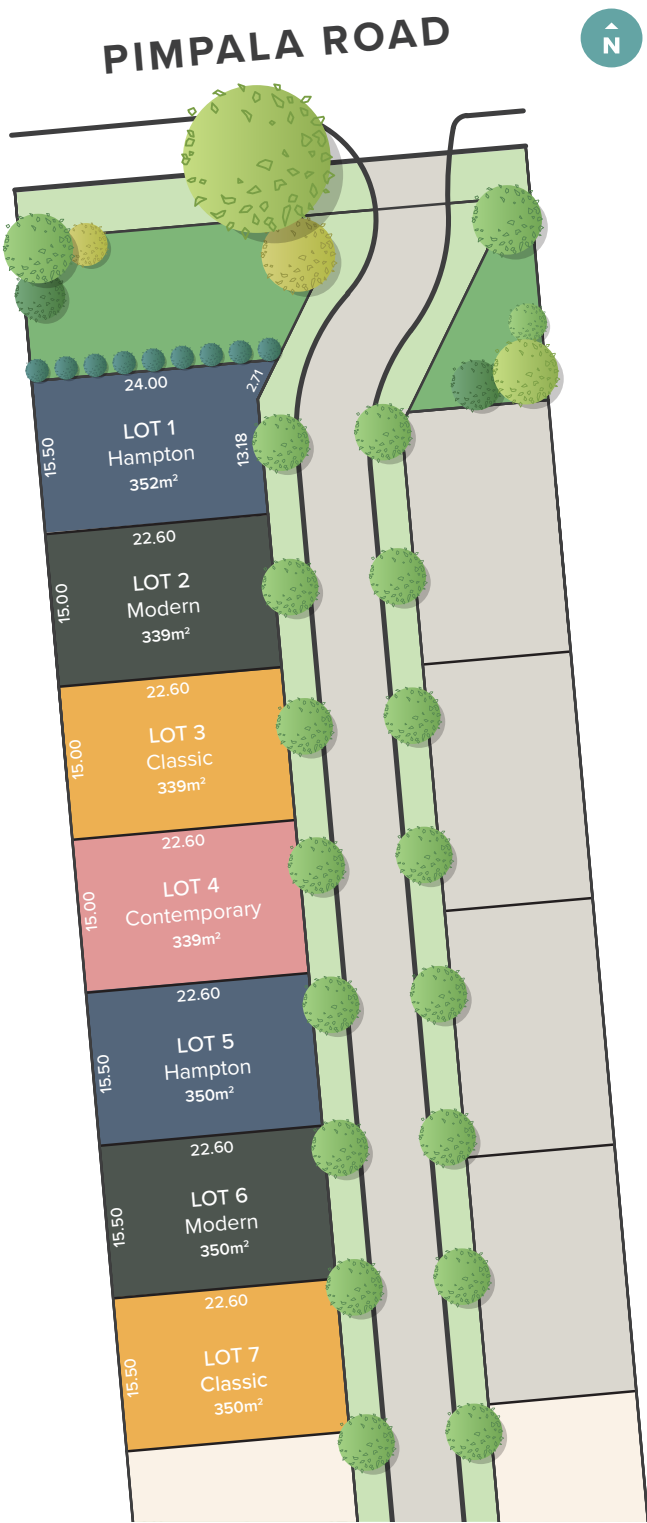 PIMPALA ROAD
N
24.00
2.71
15.50
LOT 1
Hampton
352m²
13.18
22.60
15.00
LOT 2
Modern
339m²
22.60
15.00
LOT 3
Classic
339m²
22.60
15.00
LOT 4
Contemporary
339m²
22.60
15.50
LOT 5
Hampton
350m²
22.60
15.50
LOT 6
Modern
350m²
22.60
15.50
LOT 7
Classic
350m²